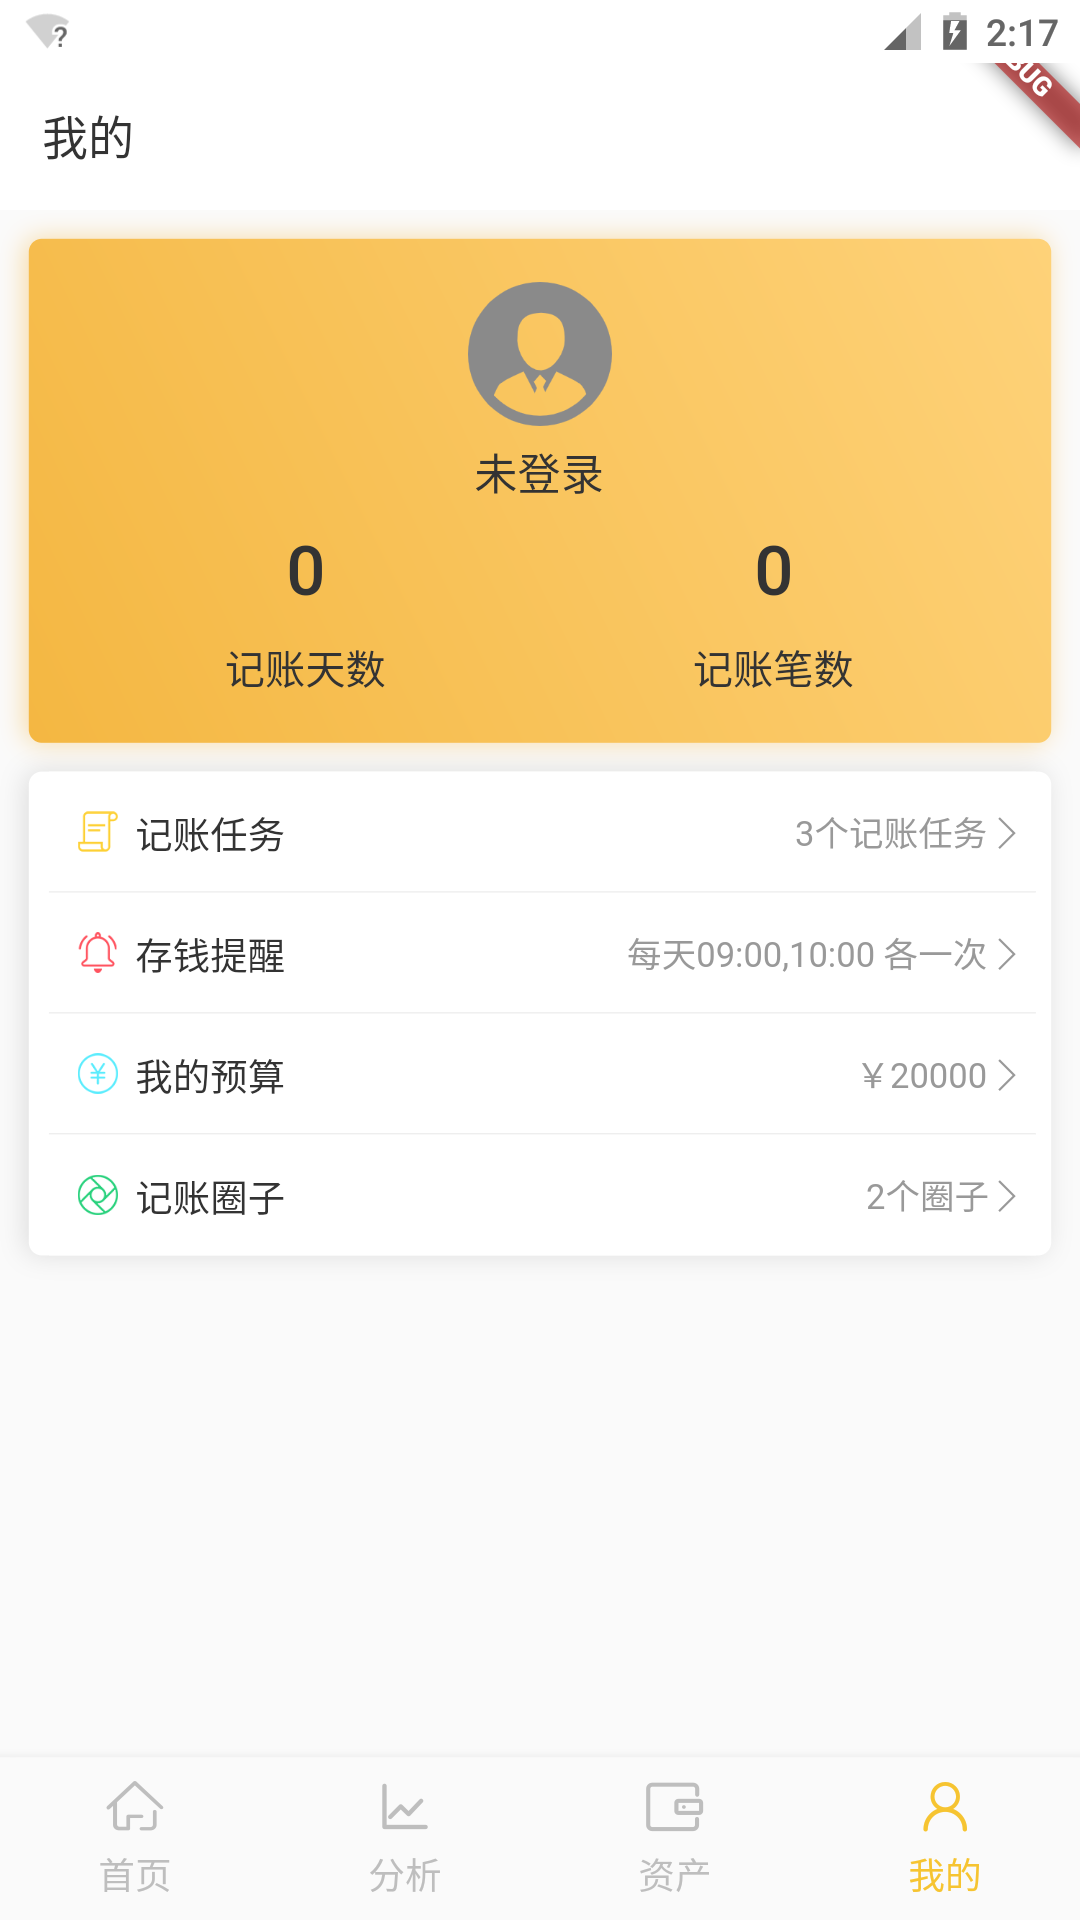 2:17
我的
未登录
0
0
记账天数
记账笔数
记账任务
3个记账任务
存钱提醒
每天09:00,10:00 各一次
我的预算
￥20000
记账圈子
2个圈子
首页
分析
资产
我的